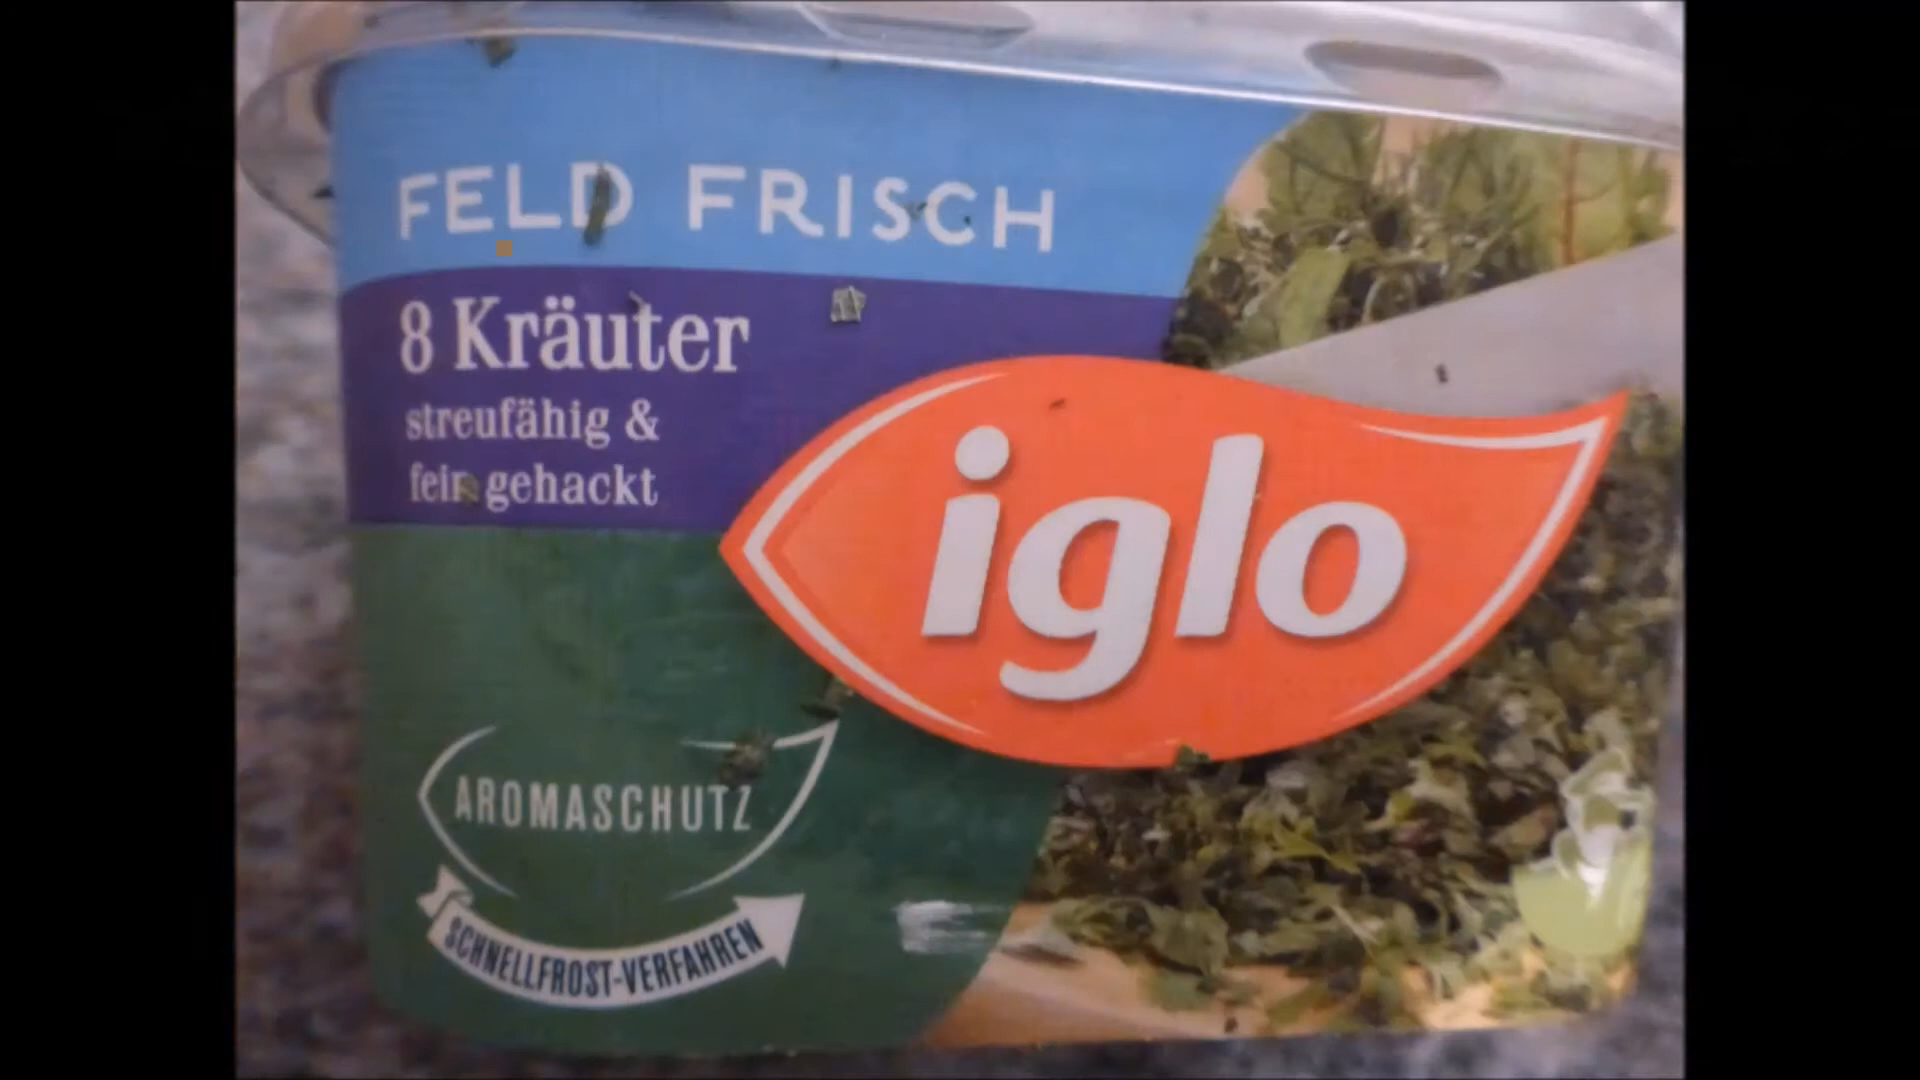 FELD FRISCH
8 Kräuter
streufähig &
fein gehackt
iglo
AROMASCHUTZ
SCHNELLFROST-VERFAHREN